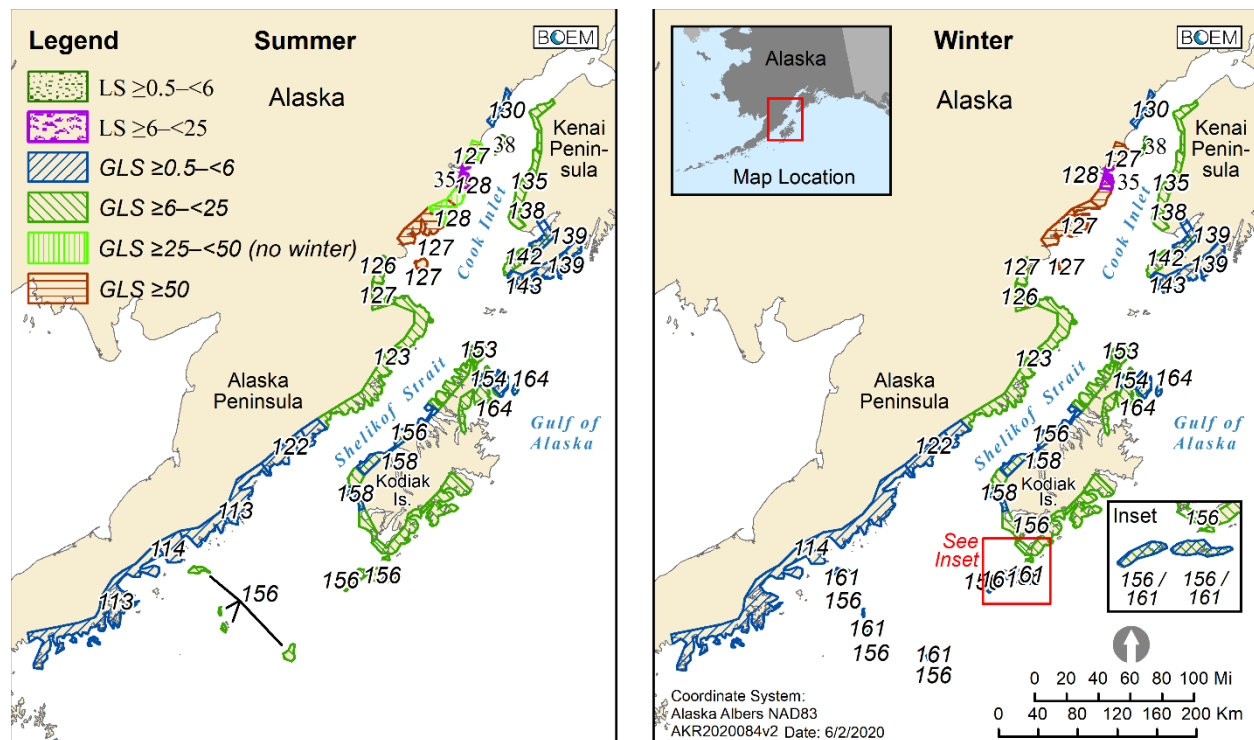 Legend
Summer
BOEM
LS ≥0.5–<6
LS ≥6–<25
GLS ≥0.5–<6
GLS ≥6–<25
GLS ≥25–<50 (no winter)
GLS ≥50
Alaska
130
Kenai
Penin-
sula
38
127
35
128
135
128
138
127
127
Cook Inlet
139
142
139
143
126
127
123
153
154
164
164
Alaska
Peninsula
Shelikof Strait
Gulf of
Alaska
122
156
158
Kodiak
Is.
158
113
114
156
156
156
113
Winter
BOEM
Alaska
Map Location
Alaska
130
Kenai
Penin-
sula
38
127
128
35
135
138
127
Cook Inlet
139
142
139
143
127
127
126
123
153
154
164
164
Alaska
Peninsula
Shelikof Strait
Gulf of
Alaska
122
156
158
Kodiak
Is.
158
156
114
See
Inset
161
161
156
161
156
161
156
Inset
156
156 /
161
156 /
161
0 20 40 60 80 100 Mi
0 40 80 120 160 200 Km
Coordinate System:
Alaska Albers NAD83
AKR2020084v2 Date: 6/2/2020